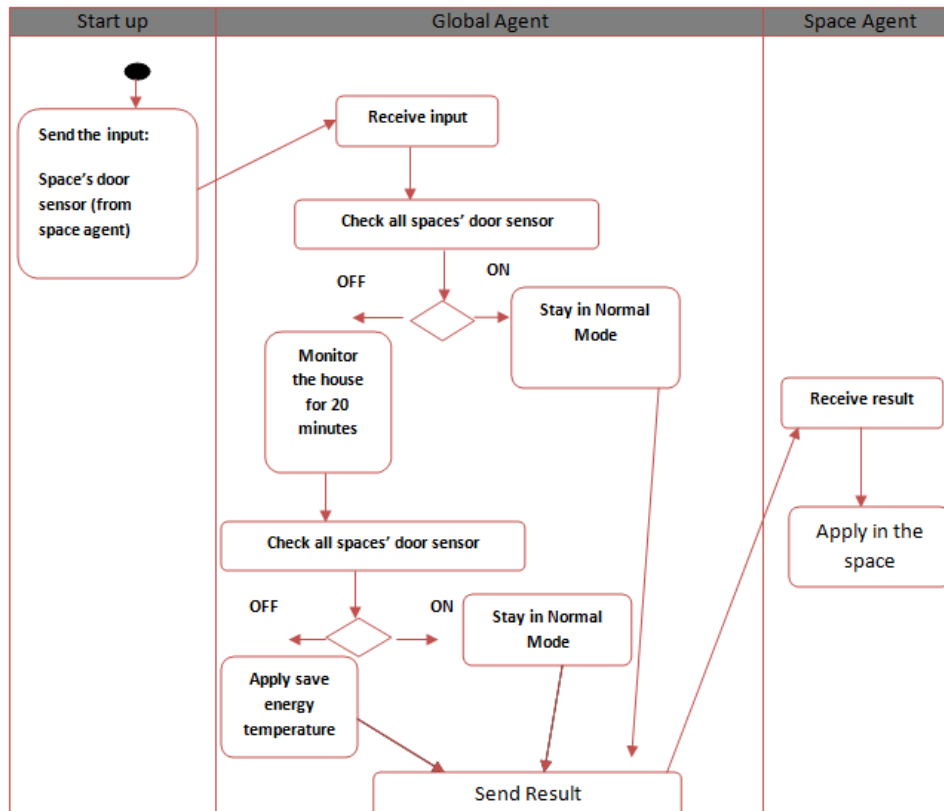 Start up
Global Agent
Space Agent
Send the input:
Space's door
sensor (from
space agent)
Receive input
Check all spaces' door sensor
OFF
ON
Stay in Normal
Mode
Monitor
the house
for 20
minutes
Receive result
Apply in the
space
Check all spaces' door sensor
OFF
ON
Stay in Normal
Mode
Apply save
energy
temperature
Send Result